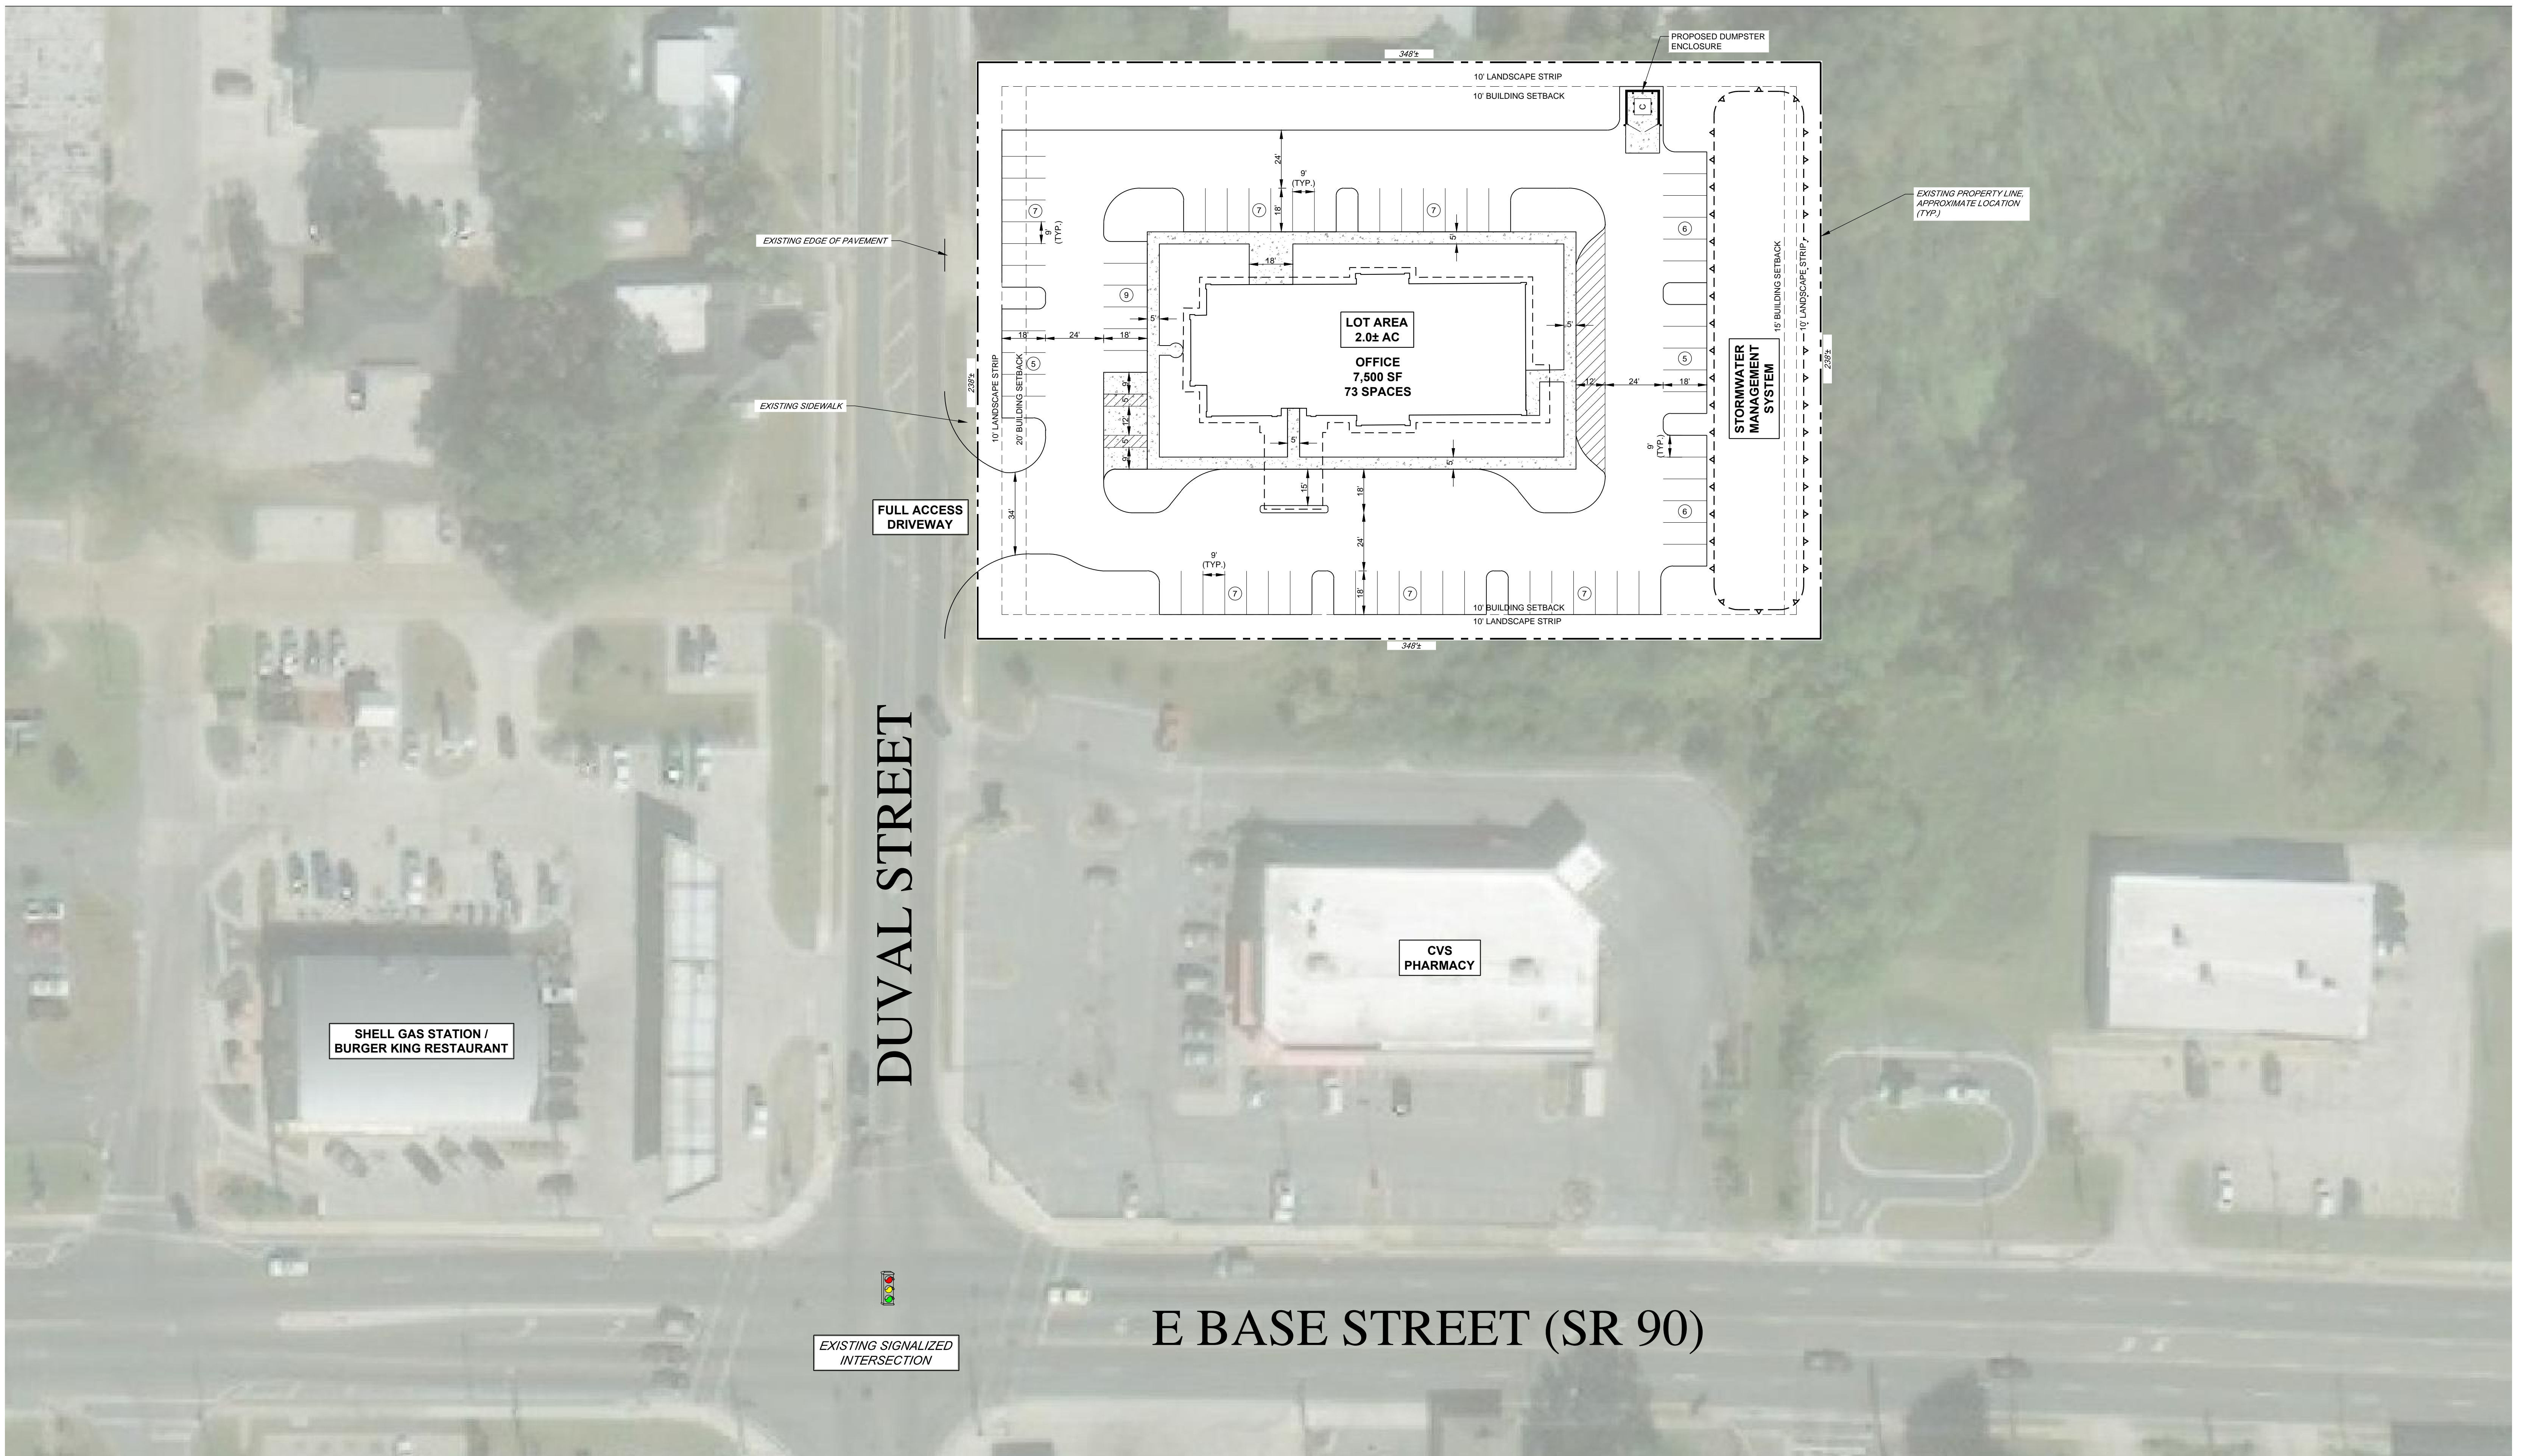 PROPOSED DUMPSTER
ENCLOSURE
348'±
10' LANDSCAPE STRIP
10' BUILDING SETBACK
C
24'
9'
(TYP.)
18'
7
7
7
9'
(TYP.)
EXISTING PROPERTY LINE,
APPROXIMATE LOCATION
(TYP.)
6
EXISTING EDGE OF PAVEMENT
5'
18'
9
5'
5'
LOT AREA
2.0± AC
OFFICE
7,500 SF
73 SPACES
18'
24'
18'
5
10' LANDSCAPE STRIP
20' BUILDING SETBACK
238'±
EXISTING SIDEWALK
9'
5'
12'
5'
9'
5'
5'
12'
24'
18'
5
9'
(TYP.)
15' BUILDING SETBACK
10' LANDSCAPE STRIP
238'±
STORMWATER
MANAGEMENT
SYSTEM
15'
18'
6
FULL ACCESS
DRIVEWAY
34'
24'
9'
(TYP.)
7
18'
7
7
10' BUILDING SETBACK
10' LANDSCAPE STRIP
348'±
DUVAL STREET
CVS
PHARMACY
SHELL GAS STATION /
BURGER KING RESTAURANT
E BASE STREET (SR 90)
EXISTING SIGNALIZED
INTERSECTION